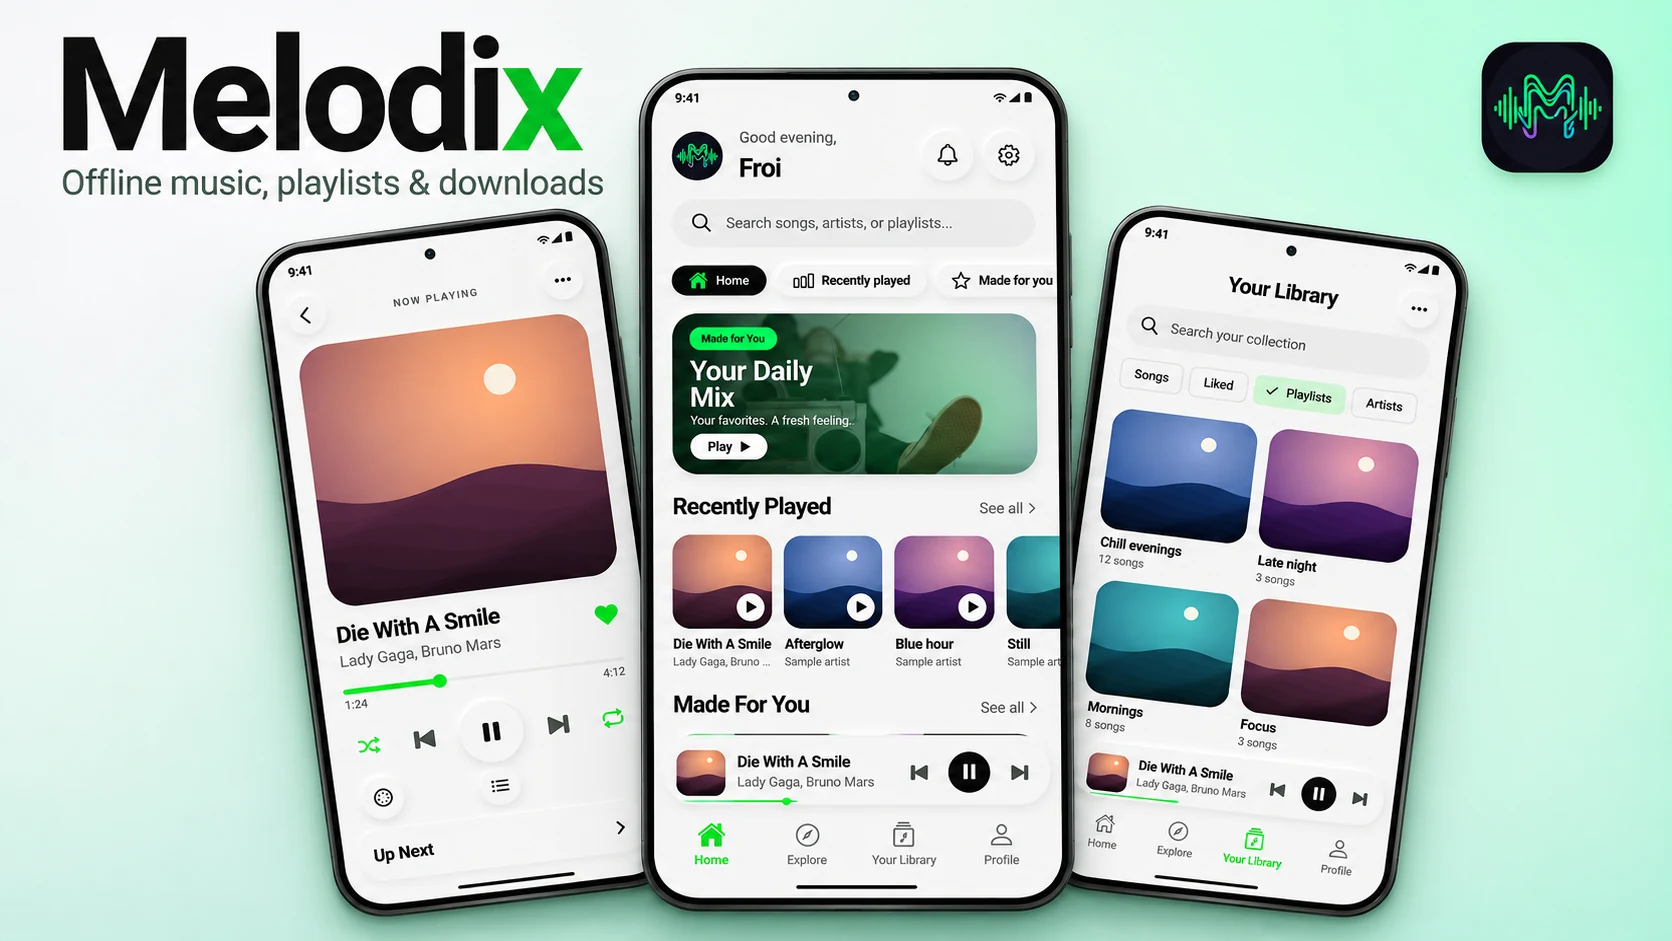 Melodix
Offline music, playlists & downloads
9:41
NOW PLAYING
Die With A Smile
Lady Gaga, Bruno Mars
1:24
4:12
Up Next
9:41
Good evening,
Froi
Search songs, artists, or playlists...
Home
Recently played
Made for you
Made for You
Your Daily
Mix
Your favorites. A fresh feeling.
Play
Recently Played
See all
Die With A Smile
Lady Gaga, Bruno ...
Afterglow
Sample artist
Blue hour
Sample artist
Still
Sample art
Made For You
See all
Die With A Smile
Lady Gaga, Bruno Mars
Home
Explore
Your Library
Profile
9:41
Your Library
Search your collection
Songs
Liked
Playlists
Artists
Chill evenings
12 songs
Late night
3 songs
Mornings
8 songs
Focus
3 songs
Die With A Smile
Lady Gaga, Bruno Mars
Home
Explore
Your Library
Profile